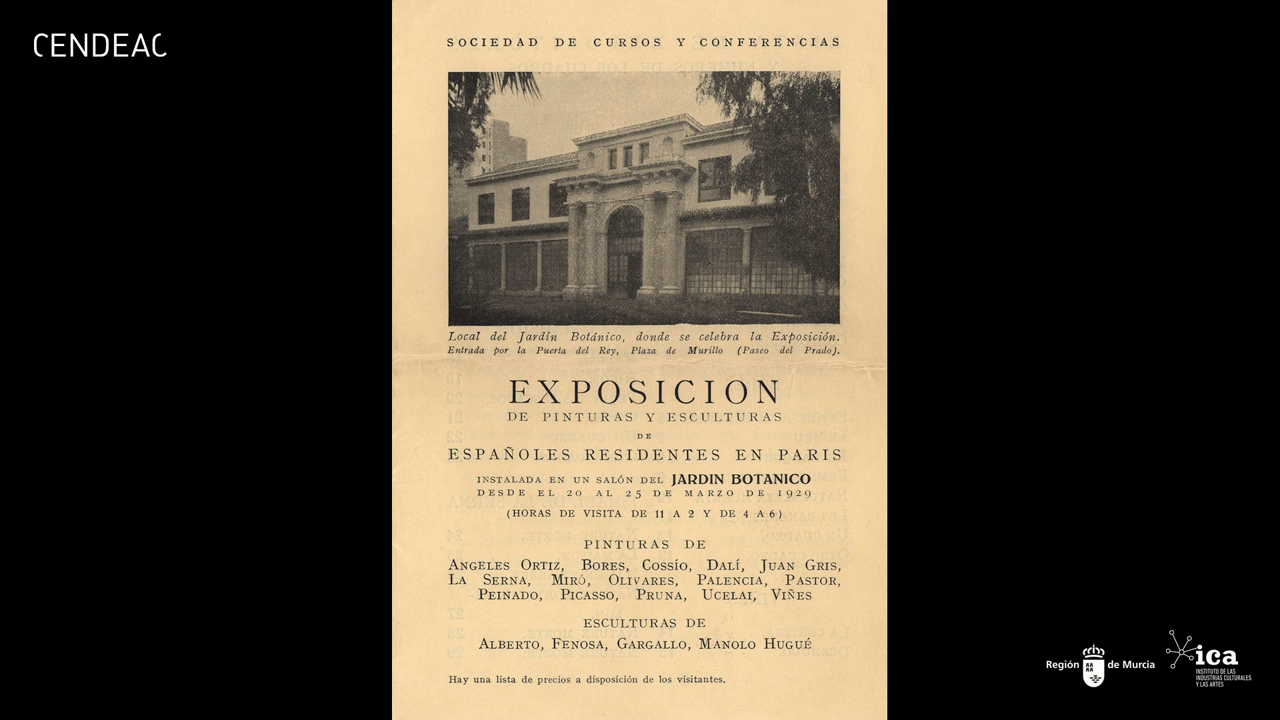 CENDEAC
SOCIEDAD DE CURSOS Y CONFERENCIAS
Local del Jardín Botánico, donde se celebra la Exposición.
Entrada por la Puerta del Rey, Plaza de Murillo (Paseo del Prado).
EXPOSICION
DE PINTURAS Y ESCULTURAS
DE
ESPAÑOLES RESIDENTES EN PARIS
INSTALADA EN UN SALÓN DEL JARDIN BOTANICO
DESDE EL 20 AL 25 DE MARZO DE 1929
(HORAS DE VISITA DE 11 A 2 Y DE 4 A 6)
PINTURAS DE
ANGELES ORTIZ, BORES, COSSÍO, DALÍ, JUAN GRIS,
LA SERNA, MIRÓ, OLIVARES, PALENCIA, PASTOR,
PEINADO, PICASSO, PRUNA, UCELAI, VIÑES
ESCULTURAS DE
ALBERTO, FENOSA, GARGALLO, MANOLO HUGUÉ
Hay una lista de precios a disposición de los visitantes.
Región de Murcia
ica
INSTITUTO DE LAS
INDUSTRIAS CULTURALES
Y LAS ARTES